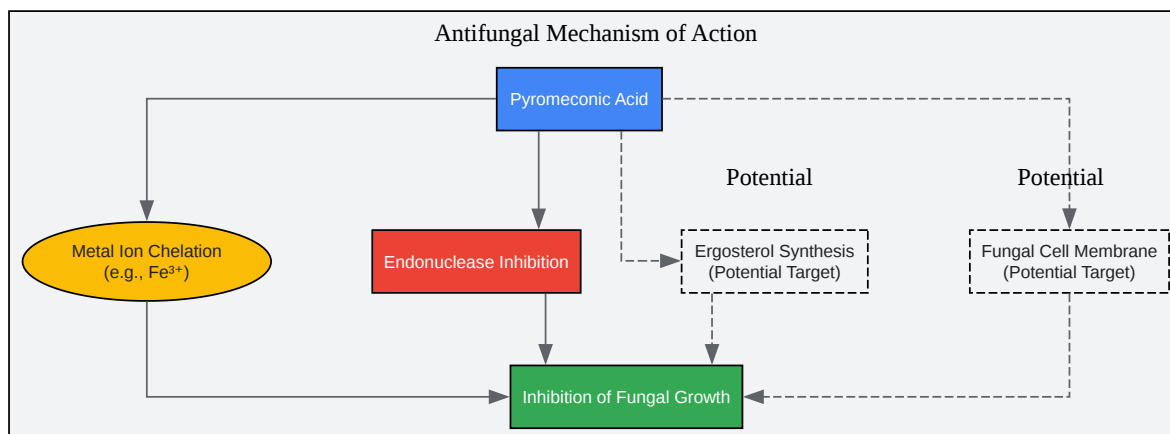 Antifungal Mechanism of Action
Pyromeconic Acid
Potential
Potential
Metal Ion Chelation
(e.g., Fe³⁺)
Endonuclease Inhibition
Ergosterol Synthesis
(Potential Target)
Fungal Cell Membrane
(Potential Target)
Inhibition of Fungal Growth